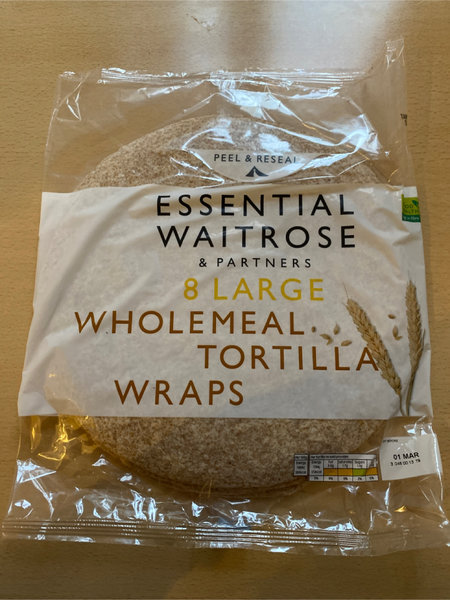 PEEL & RESEAL
ESSENTIAL
WAITROSE
& PARTNERS
8 LARGE
WHOLEMEAL
TORTILLA
WRAPS
01 MAR